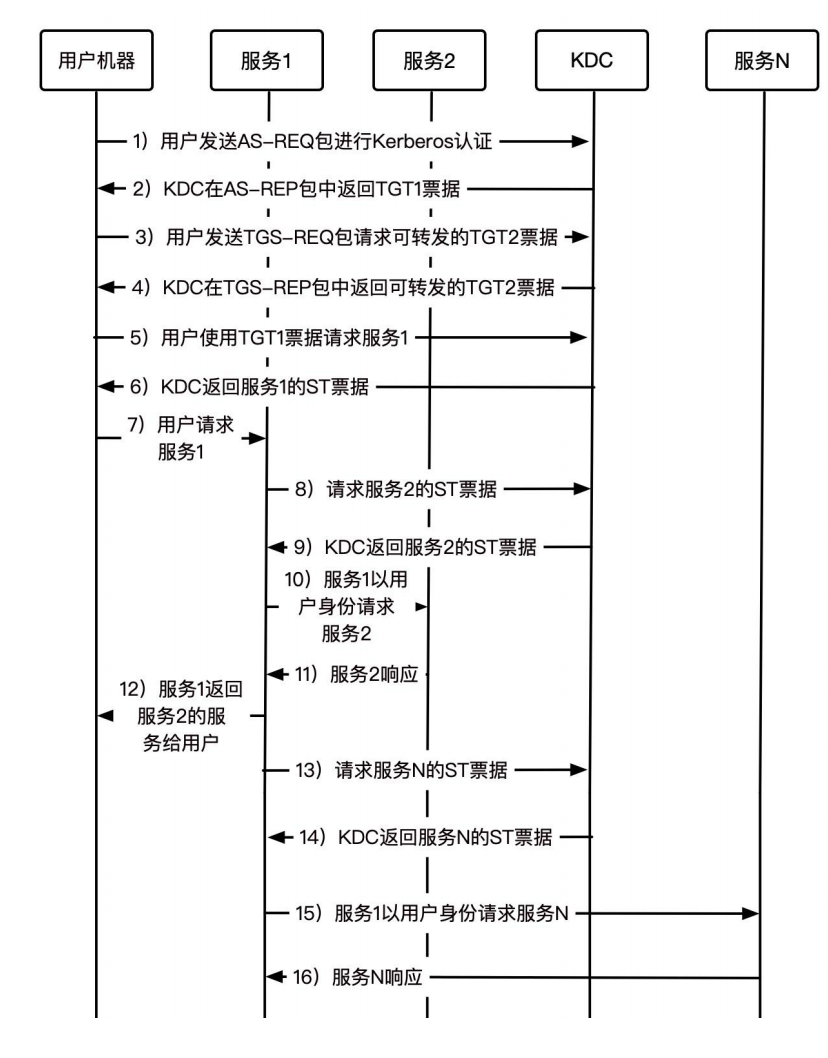 用户机器
服务1
服务2
KDC
服务N
1）用户发送AS-REQ包进行Kerberos认证
2）KDC在AS-REP包中返回TGT1票据
3）用户发送TGS-REQ包请求可转发的TGT2票据
4）KDC在TGS-REP包中返回可转发的TGT2票据
5）用户使用TGT1票据请求服务1
6）KDC返回服务1的ST票据
7）用户请求
服务1
8）请求服务2的ST票据
9）KDC返回服务2的ST票据
10）服务1以用
户身份请求
服务2
11）服务2响应
12）服务1返回
服务2的服
务给用户
13）请求服务N的ST票据
14）KDC返回服务N的ST票据
15）服务1以用户身份请求服务N
16）服务N响应